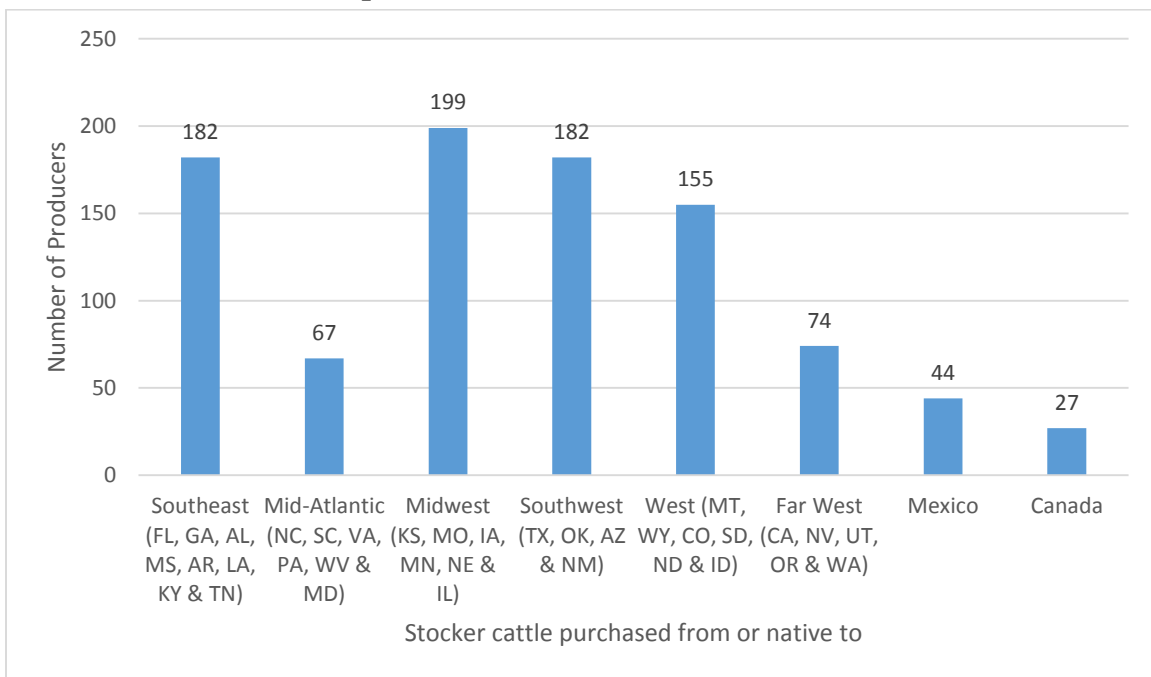 250
200
150
100
50
0
Number of Producers
182
67
199
182
155
74
44
27
Southeast
(FL, GA, AL,
MS, AR, LA,
KY & TN)
Mid-Atlantic
(NC, SC, VA,
PA, WV &
MD)
Midwest
(KS, MO, IA,
MN, NE &
IL)
Southwest
(TX, OK, AZ
& NM)
West (MT,
WY, CO, SD,
ND & ID)
Far West
(CA, NV, UT,
OR & WA)
Mexico
Canada
Stocker cattle purchased from or native to